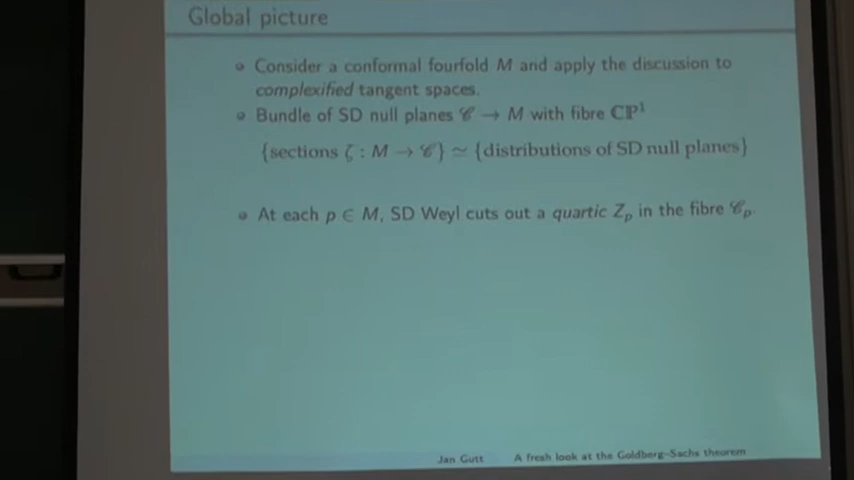 Global picture
Consider a conformal fourfold M and apply the discussion to
complexified tangent spaces.
Bundle of SD null planes 𝒞 → M with fibre ℂℙ¹
{sections ζ : M → 𝒞} ≃ {distributions of SD null planes}
At each p ∈ M, SD Weyl cuts out a quartic Zₚ in the fibre 𝒞ₚ.
Jan Gutt A fresh look at the Goldberg–Sachs theorem